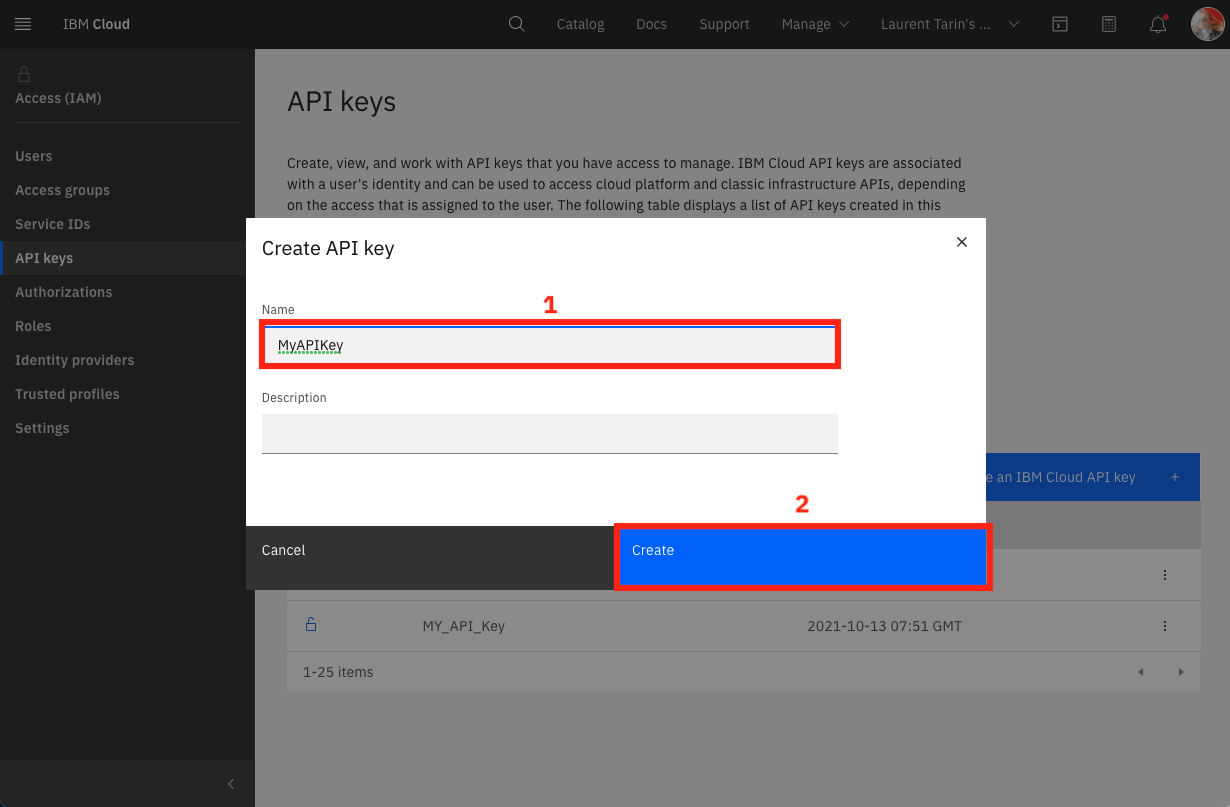 IBM Cloud
Catalog
Docs
Support
Manage
Laurent Tarin's ...
Access (IAM)
Users
Access groups
Service IDs
API keys
Authorizations
Roles
Identity providers
Trusted profiles
Settings
API keys
Create, view, and work with API keys that you have access to manage. IBM Cloud API keys are associated
with a user's identity and can be used to access cloud platform and classic infrastructure APIs, depending
on the access that is assigned to the user. The following table displays a list of API keys created in this
Create API key
1
Name
MyAPIKey
Description
e an IBM Cloud API key +
2
Cancel
Create
MY_API_Key
2021-10-13 07:51 GMT
1-25 items